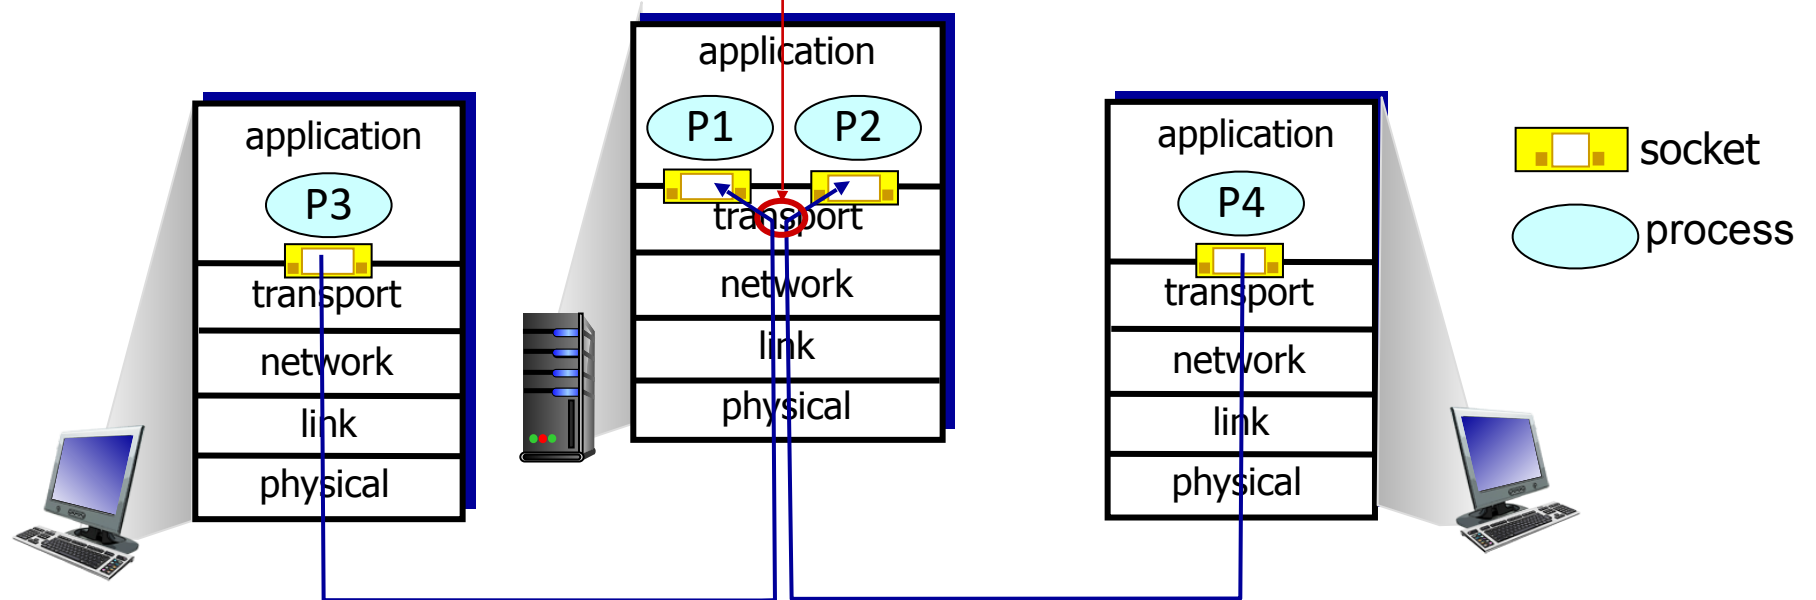 application
P1
P2
transport
network
link
physical
application
P3
transport
network
link
physical
application
P4
transport
network
link
physical
socket
process